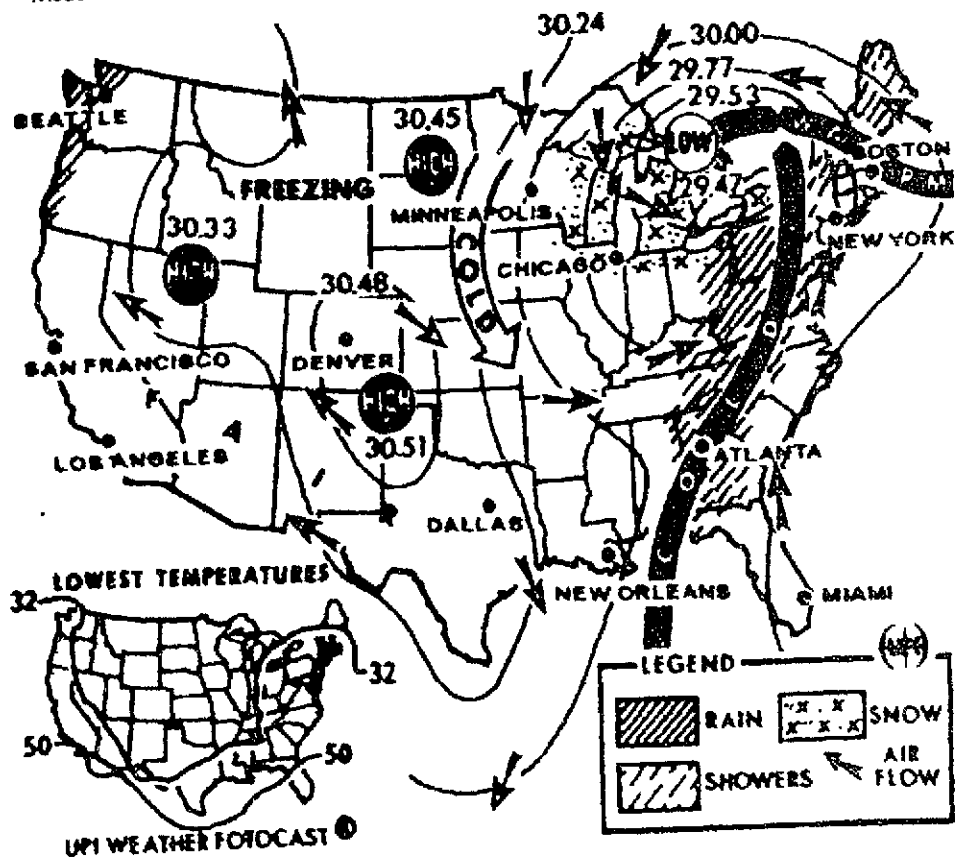 30.24
30.00
29.77
29.53
SEATTLE
30.45
HIGH
LOW
BOSTON
FREEZING
MINNEAPOLIS
29.47
NEW YORK
30.33
HIGH
COLD
CHICAGO
30.48
SAN FRANCISCO
DENVER
HIGH
30.51
LOS ANGELES
ATLANTA
DALLAS
NEW ORLEANS
MIAMI
LOWEST TEMPERATURES
32
32
50
50
UPI WEATHER FOTOCAST
LEGEND
RAIN
SNOW
SHOWERS
AIR
FLOW